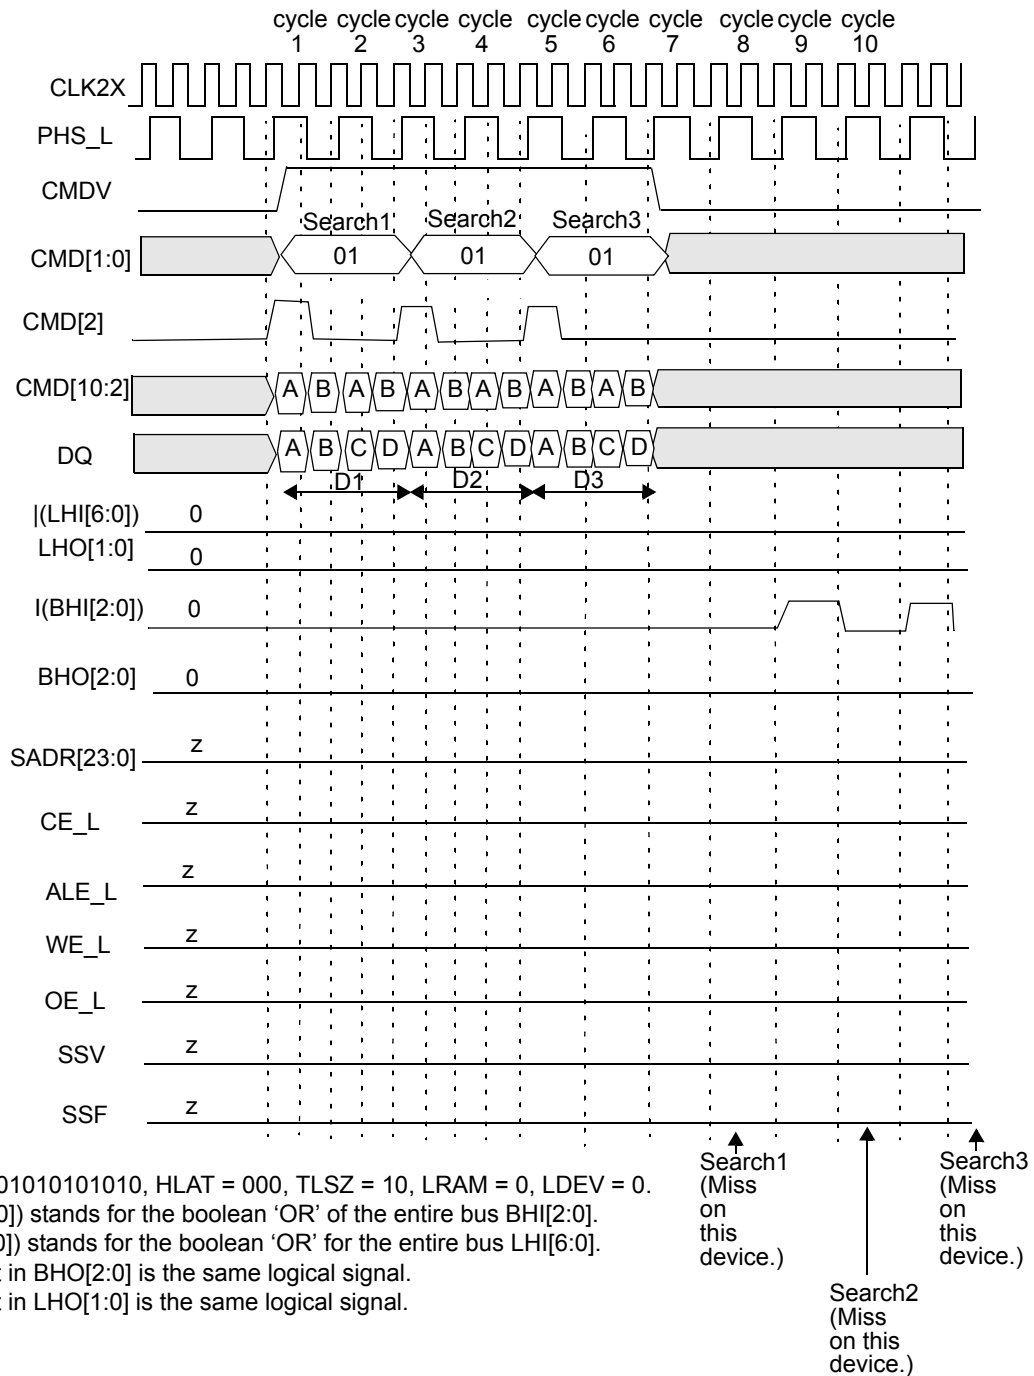 cycle cycle cycle cycle cycle cycle cycle cycle cycle cycle
1 2 3 4 5 6 7 8 9 10
CLK2X
PHS_L
CMDV
Search1 Search2 Search3
CMD[1:0] 01 01 01
CMD[2]
CMD[10:2] A B A B A B A B A B A B
DQ A B C D A B C D A B C D
D1 D2 D3
|(LHI[6:0]) 0
LHO[1:0] 0
I(BHI[2:0]) 0
BHO[2:0] 0
SADR[23:0] z
CE_L z
ALE_L z
WE_L z
OE_L z
SSV z
SSF z
Search1
(Miss
on
this
device.)
Search3
(Miss
on
this
device.)
Search2
(Miss
on this
device.)
01010101010, HLAT = 000, TLSZ = 10, LRAM = 0, LDEV = 0.
0]) stands for the boolean ‘OR’ of the entire bus BHI[2:0].
0]) stands for the boolean ‘OR’ for the entire bus LHI[6:0].
t in BHO[2:0] is the same logical signal.
t in LHO[1:0] is the same logical signal.